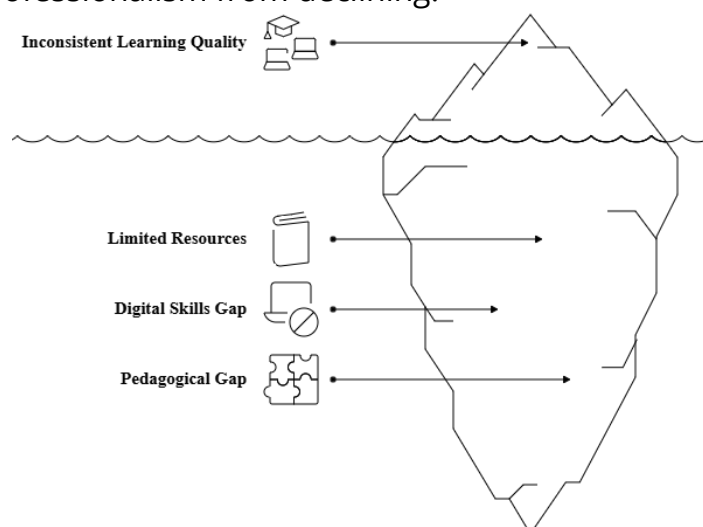 Inconsistent Learning Quality
Limited Resources
Digital Skills Gap
Pedagogical Gap